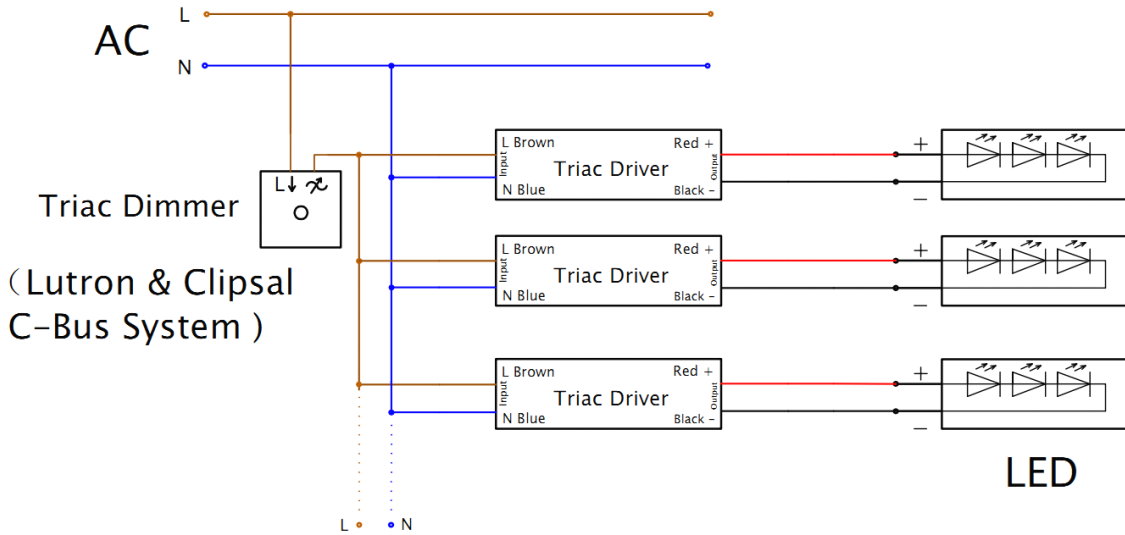 L
AC
N
L Brown
Red +
Input
Triac Driver
Output
N Blue
Black -
+
−
L
Triac Dimmer
(Lutron & Clipsal
C-Bus System )
L Brown
Red +
Input
Triac Driver
Output
N Blue
Black -
+
−
L Brown
Red +
Input
Triac Driver
Output
N Blue
Black -
+
−
LED
L
N